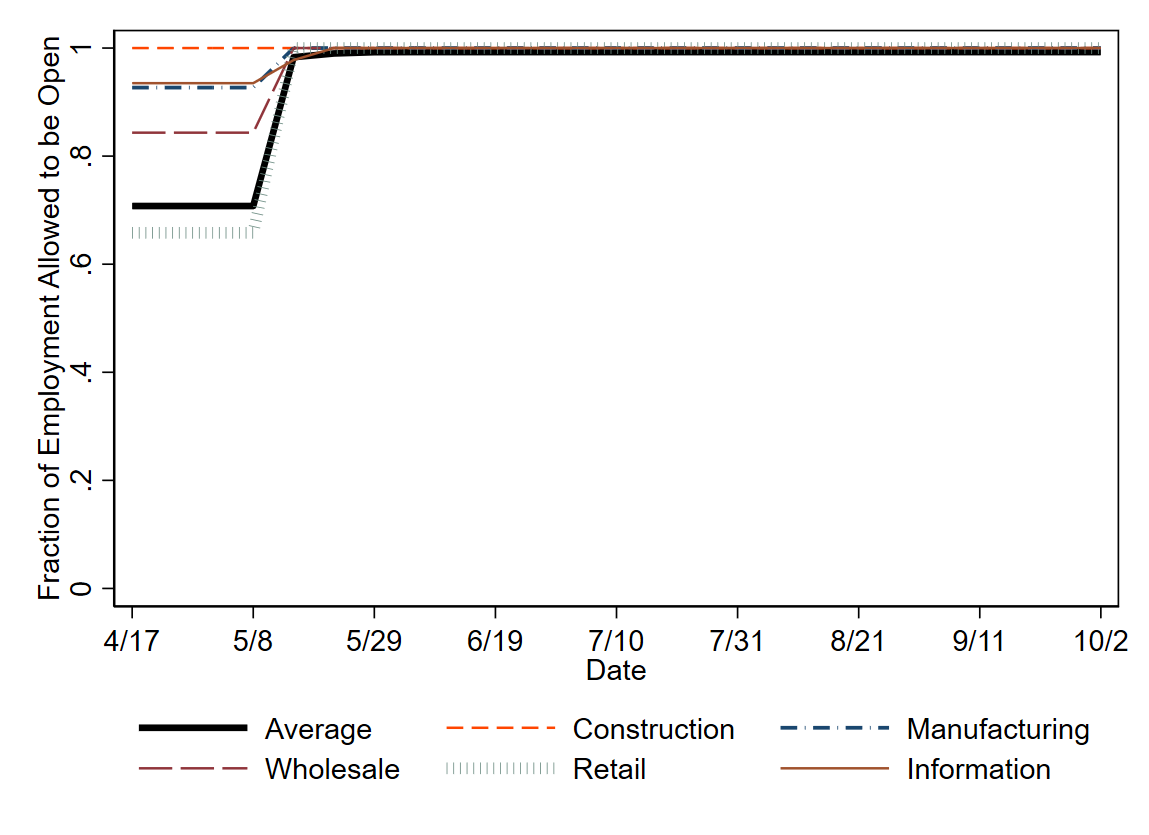 Fraction of Employment Allowed to be Open
1
.8
.6
.4
.2
0
4/17 5/8 5/29 6/19 7/10 7/31 8/21 9/11 10/2
Date
Average Construction Manufacturing
Wholesale Retail Information